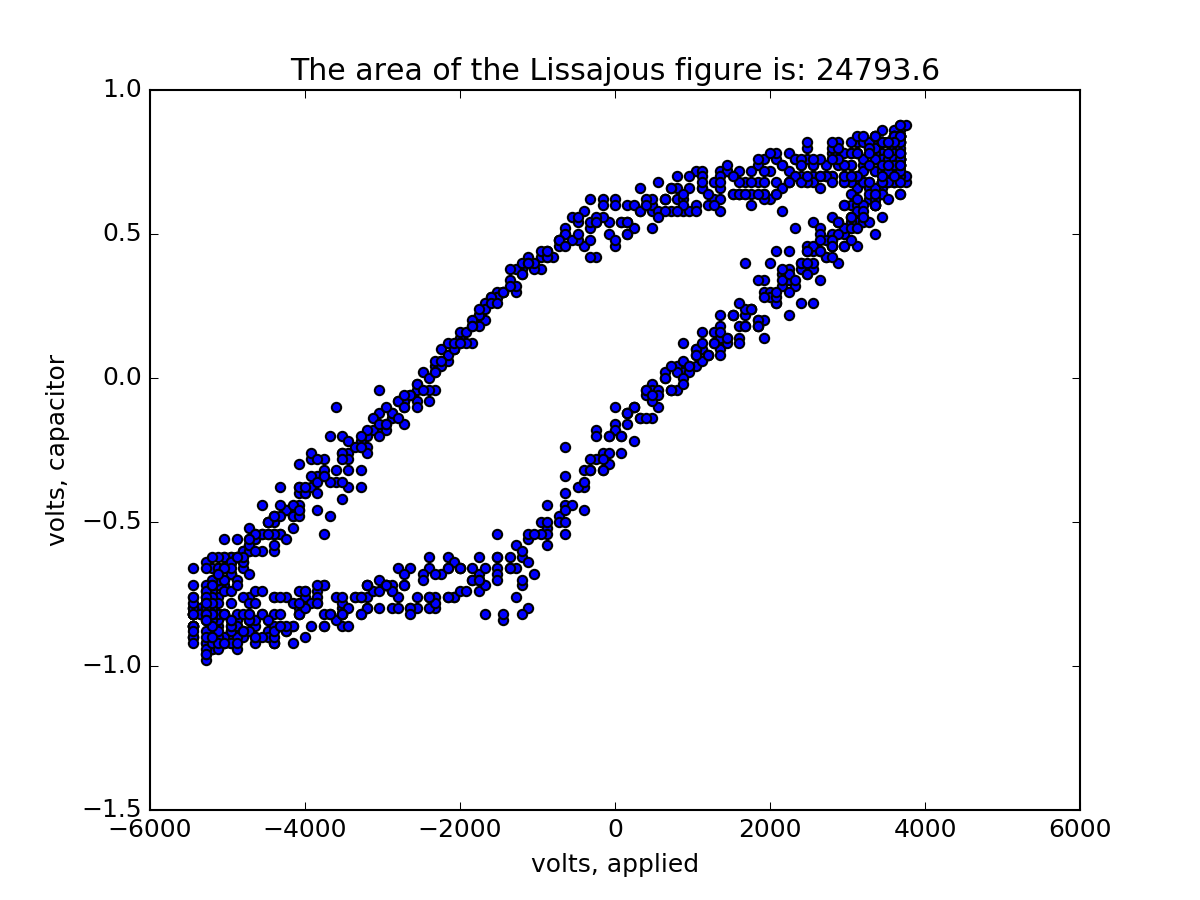 The area of the Lissajous figure is: 24793.6
1.0
0.5
0.0
−0.5
−1.0
−1.5
volts, capacitor
−6000 −4000 −2000 0 2000 4000 6000
volts, applied